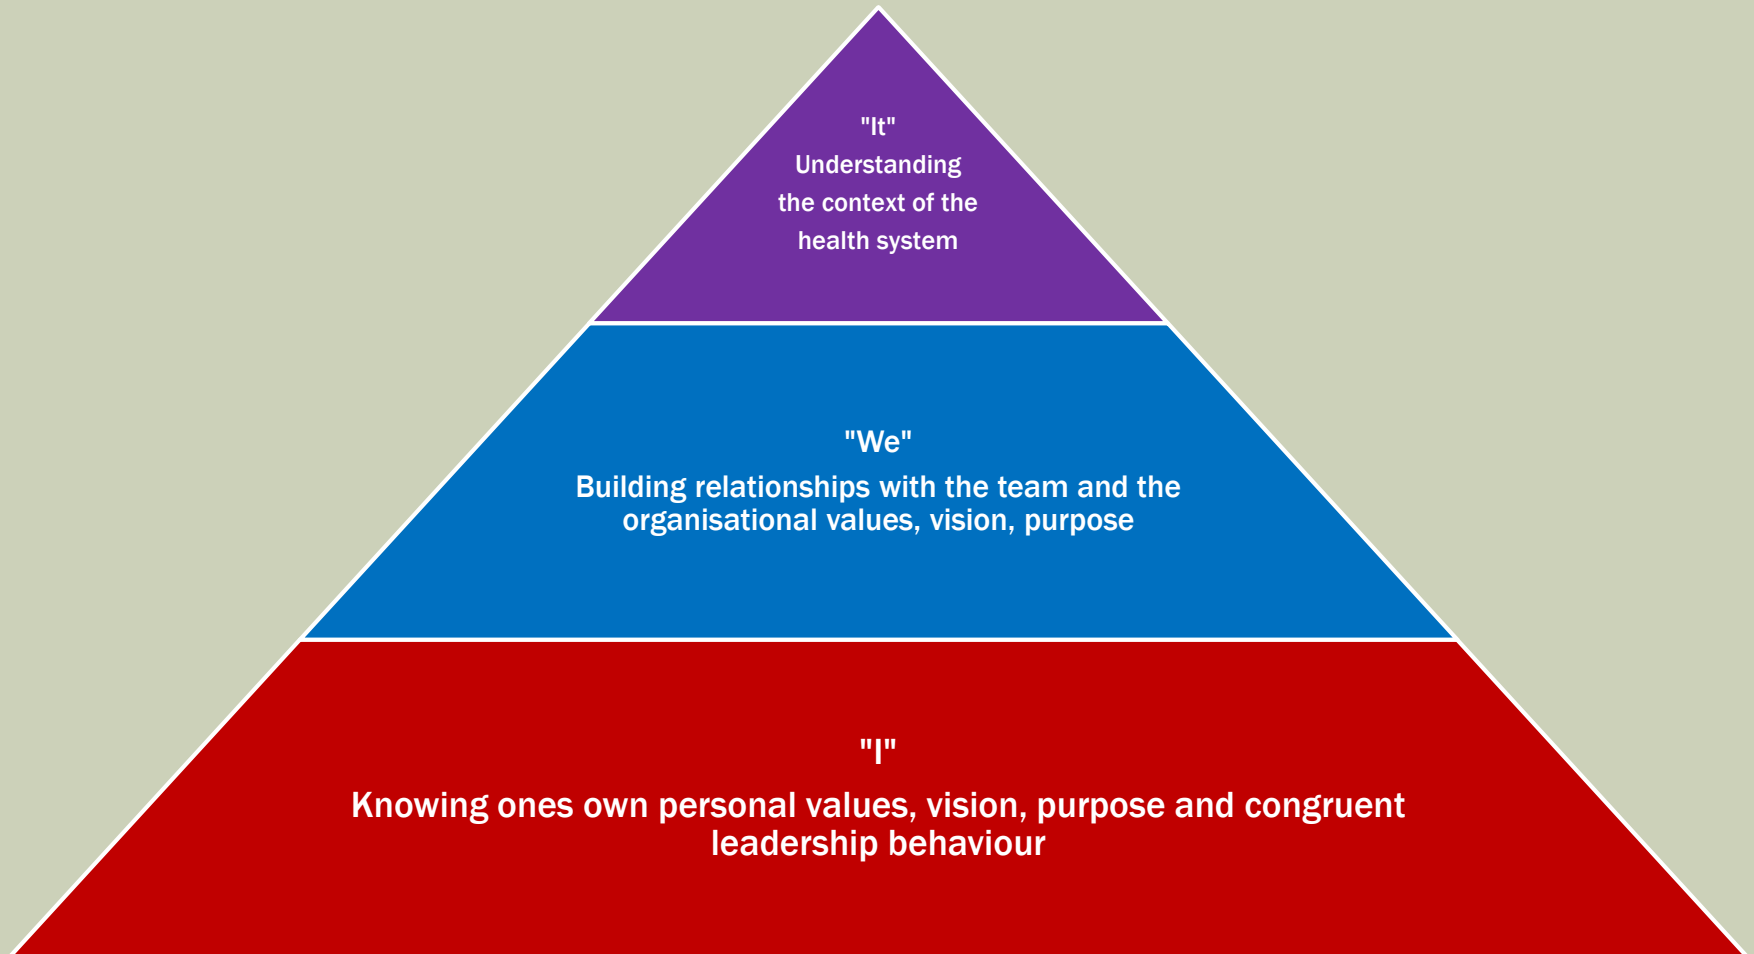 "It"
Understanding
the context of the
health system
"We"
Building relationships with the team and the
organisational values, vision, purpose
"I"
Knowing ones own personal values, vision, purpose and congruent
leadership behaviour